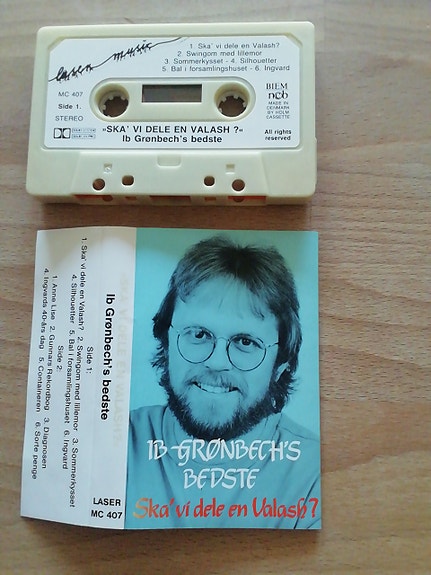 laser music
1. Ska' vi dele en Valash?
2. Swingom med lillemor
3. Sommerkysset - 4. Silhouetter
5. Bal i forsamlingshuset - 6. Ingvard
MC 407
Side 1.
STEREO
BIEM
ncb
MADE IN
DENMARK
BY HOLM
CASSETTE
»SKA' VI DELE EN VALASH ?«
Ib Grønbech's bedste
All rights
reserved
Side 1:
1. Ska' vi dele en Valash? 2. Swingom med lillemor 3. Sommerkysset
4. Silhouetter 5. Bal i forsamlingshuset 6. Ingvard
Side 2:
1. Anne Lise 2. Gunnars Rekordbog 3. Diagnosen
4. Ingvards 40-års dag 5. Containeren 6. Sorte penge
Ib Grønbech's bedste
LASER
MC 407
IB GRØNBECH'S
BEDSTE
Ska' vi dele en Valash?